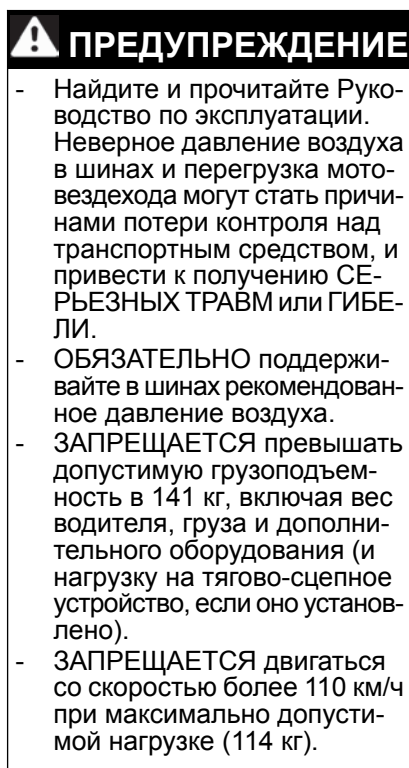 ПРЕДУПРЕЖДЕНИЕ
- Найдите и прочитайте Руко-
водство по эксплуатации.
Неверное давление воздуха
в шинах и перегрузка мото-
вездехода могут стать причи-
нами потери контроля над
транспортным средством, и
привести к получению СЕ-
РЬЕЗНЫХ ТРАВМ или ГИБЕ-
ЛИ.
- ОБЯЗАТЕЛЬНО поддержи-
вайте в шинах рекомендован-
ное давление воздуха.
- ЗАПРЕЩАЕТСЯ превышать
допустимую грузоподъем-
ность в 141 кг, включая вес
водителя, груза и дополни-
тельного оборудования (и
нагрузку на тягово-сцепное
устройство, если оно установ-
лено).
- ЗАПРЕЩАЕТСЯ двигаться
со скоростью более 110 км/ч
при максимально допусти-
мой нагрузке (114 кг).